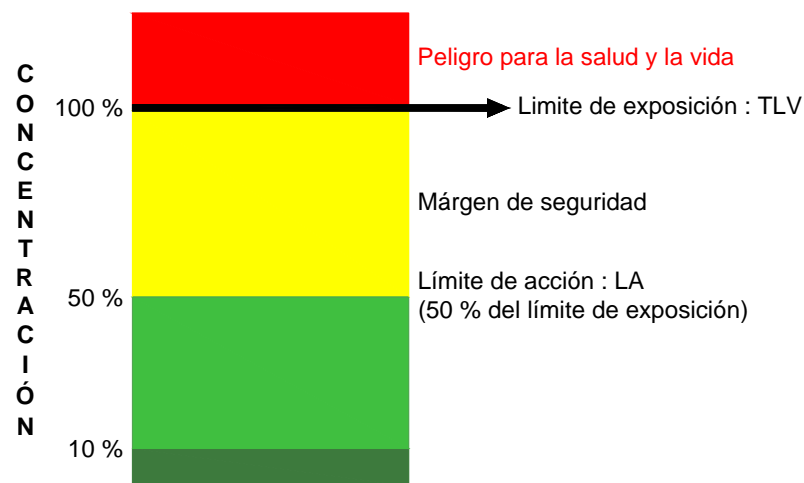 CONCENTRACIÓN
Peligro para la salud y la vida
100 %
Limite de exposición : TLV
Márgen de seguridad
50 %
Límite de acción : LA
(50 % del límite de exposición)
10 %